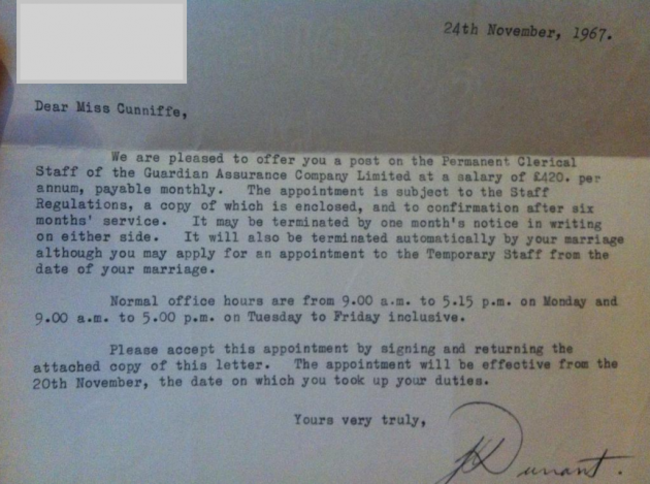 24th November, 1967.
Dear Miss Cunniffe,
We are pleased to offer you a post on the Permanent Clerical
Staff of the Guardian Assurance Company Limited at a salary of £420. per
annum, payable monthly. The appointment is subject to the Staff
Regulations, a copy of which is enclosed, and to confirmation after six
months' service. It may be terminated by one month's notice in writing
on either side. It will also be terminated automatically by your marriage
although you may apply for an appointment to the Temporary Staff from the
date of your marriage.
Normal office hours are from 9.00 a.m. to 5.15 p.m. on Monday and
9.00 a.m. to 5.00 p.m. on Tuesday to Friday inclusive.
Please accept this appointment by signing and returning the
attached copy of this letter. The appointment will be effective from the
20th November, the date on which you took up your duties.
Yours very truly,
Durrant.